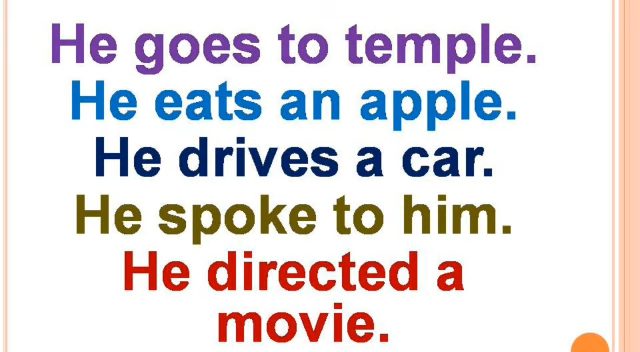 He goes to temple.
He eats an apple.
He drives a car.
He spoke to him.
He directed a
movie.